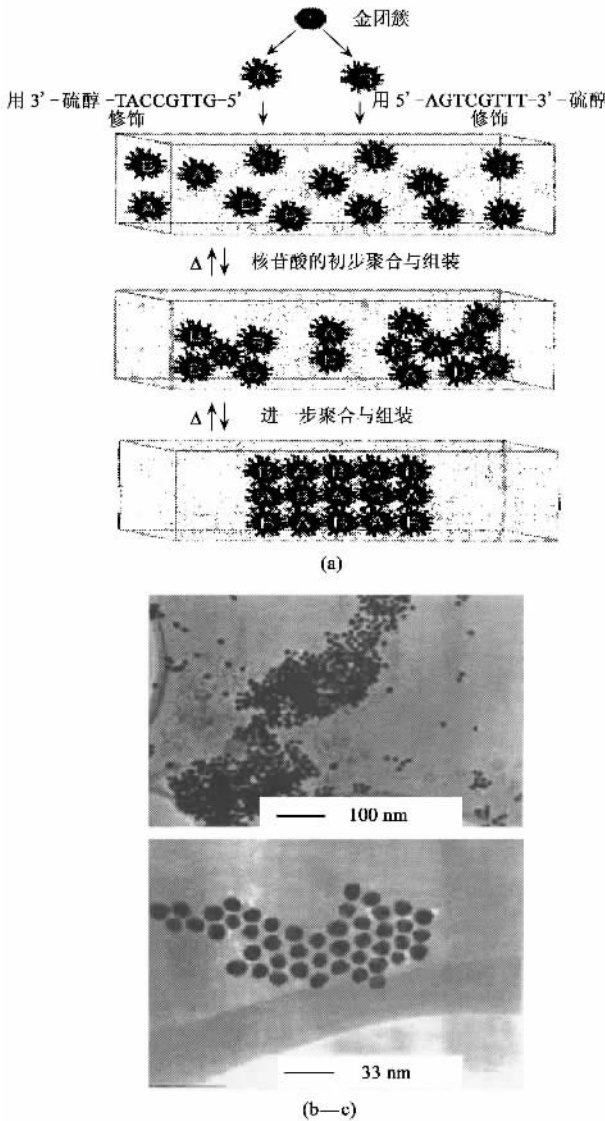 金团簇
用 3’-硫醇-TACCGTTG-5’
修饰
用 5’-AGTCGTTT-3’-硫醇
修饰
Δ 核苷酸的初步聚合与组装
Δ 进一步聚合与组装
(a)
100 nm
33 nm
(b—c)